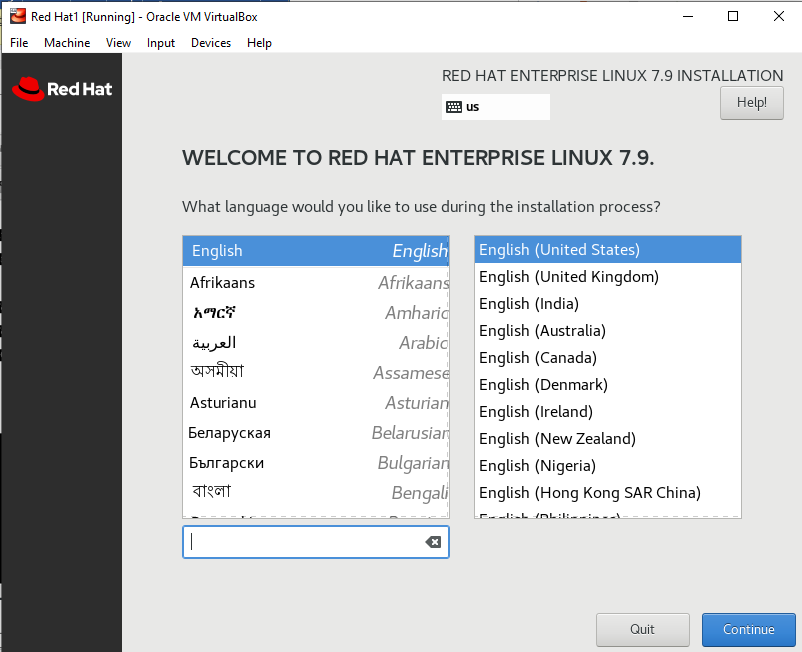 Red Hat1 [Running] - Oracle VM VirtualBox
File Machine View Input Devices Help
Red Hat
RED HAT ENTERPRISE LINUX 7.9 INSTALLATION
us
Help!
WELCOME TO RED HAT ENTERPRISE LINUX 7.9.
What language would you like to use during the installation process?
English English
Afrikaans Afrikaans
አማርኛ Amharic
العربية Arabic
অসমীয়া Assamese
Asturianu Asturian
Беларуская Belarusian
Български Bulgarian
বাংলা Bengali
English (United States)
English (United Kingdom)
English (India)
English (Australia)
English (Canada)
English (Denmark)
English (Ireland)
English (New Zealand)
English (Nigeria)
English (Hong Kong SAR China)
English (Philippines)
Quit
Continue